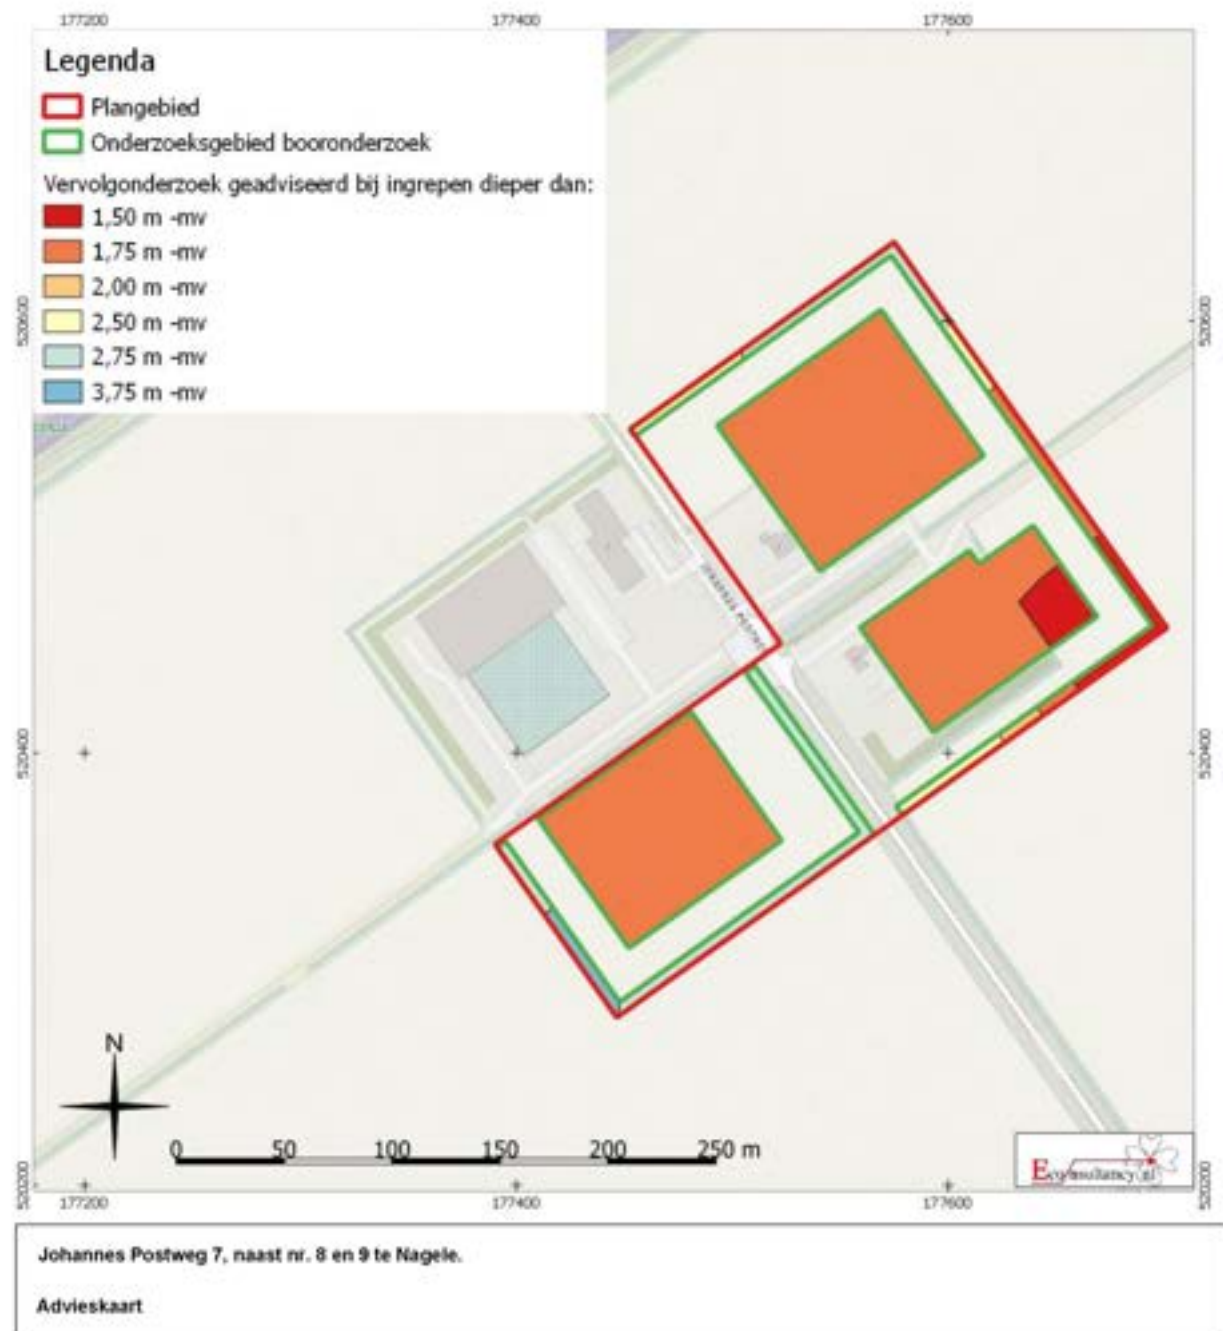 177200 177400 177600
Legenda
Plangebied
Onderzoeksgebied booronderzoek
Vervolgonderzoek geadviseerd bij ingrepen dieper dan:
1,50 m -mv
1,75 m -mv
2,00 m -mv
2,50 m -mv
2,75 m -mv
3,75 m -mv
520600 520600
520400 520400
N
0 50 100 150 200 250 m
Econsultancy.nl
520200 520200
177200 177400 177600
Johannes Postweg 7, naast nr. 8 en 9 te Nagele.
Advieskaart